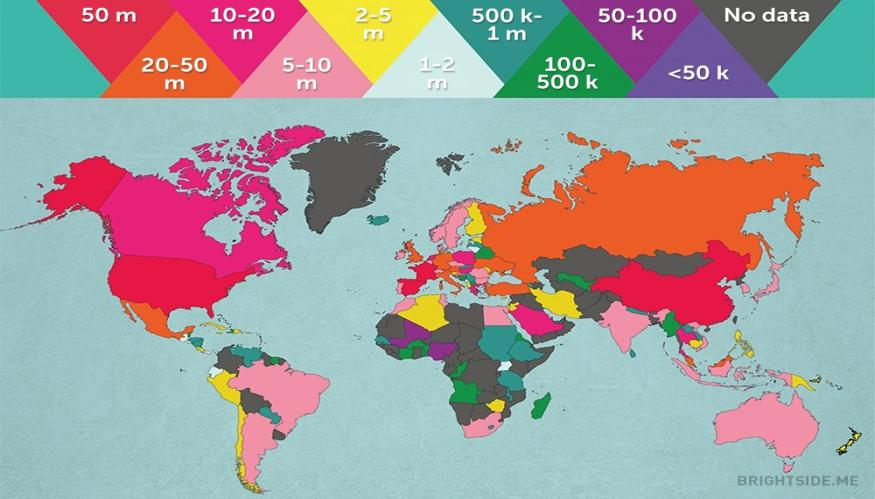 50 m
10-20
m
2-5
m
500 k-
1 m
50-100
k
No data
20-50
m
5-10
m
1-2
m
100-
500 k
<50 k
BRIGHTSIDE.ME